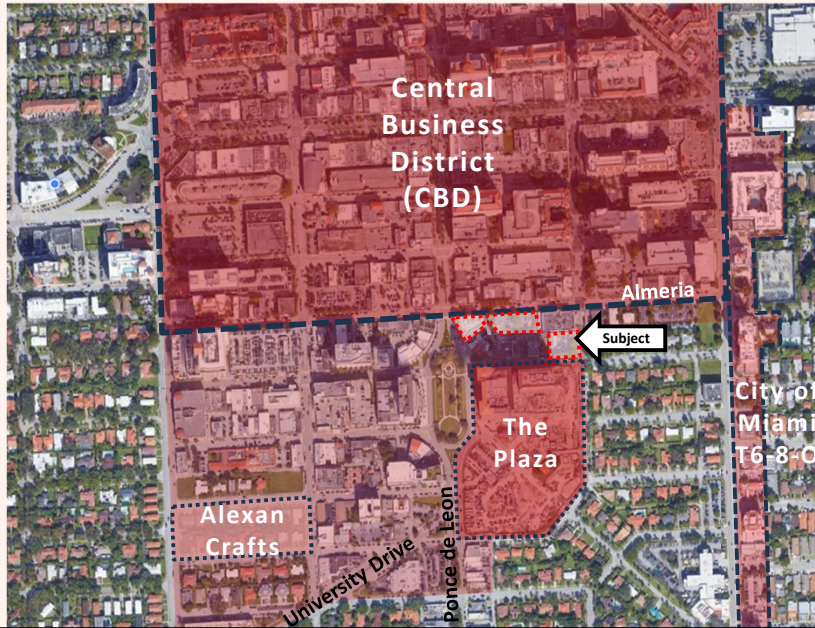 Central
Business
District
(CBD)
Almeria
Subject
City of
Miami
T6-8-O
The
Plaza
Alexan
Crafts
Ponce de Leon
University Drive